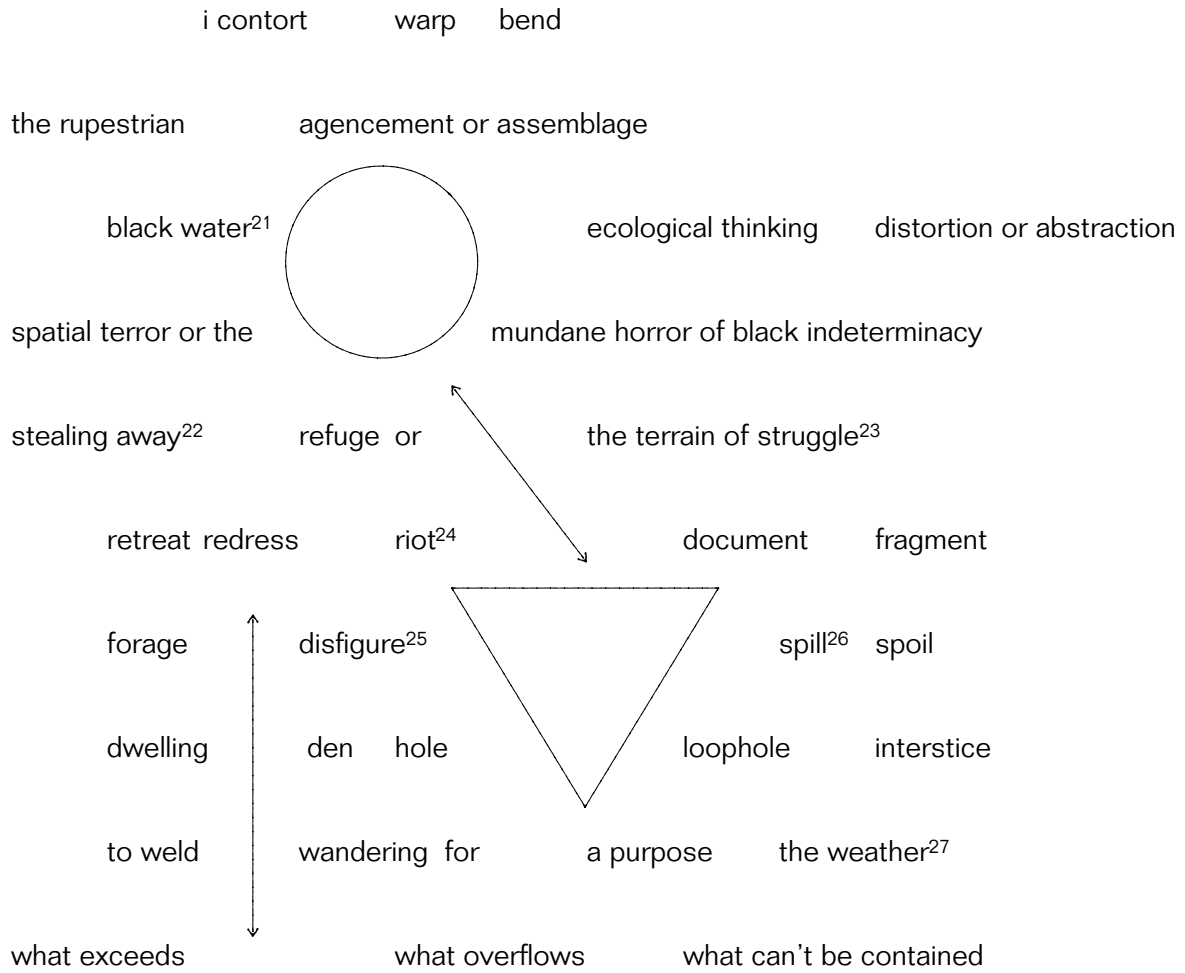 i contort warp bend
the rupestrian agencement or assemblage
black water21 ecological thinking distortion or abstraction
spatial terror or the mundane horror of black indeterminacy
stealing away22 refuge or the terrain of struggle23
retreat redress riot24 document fragment
forage disfigure25 spill26 spoil
dwelling den hole loophole interstice
to weld wandering for a purpose the weather27
what exceeds what overflows what can't be contained